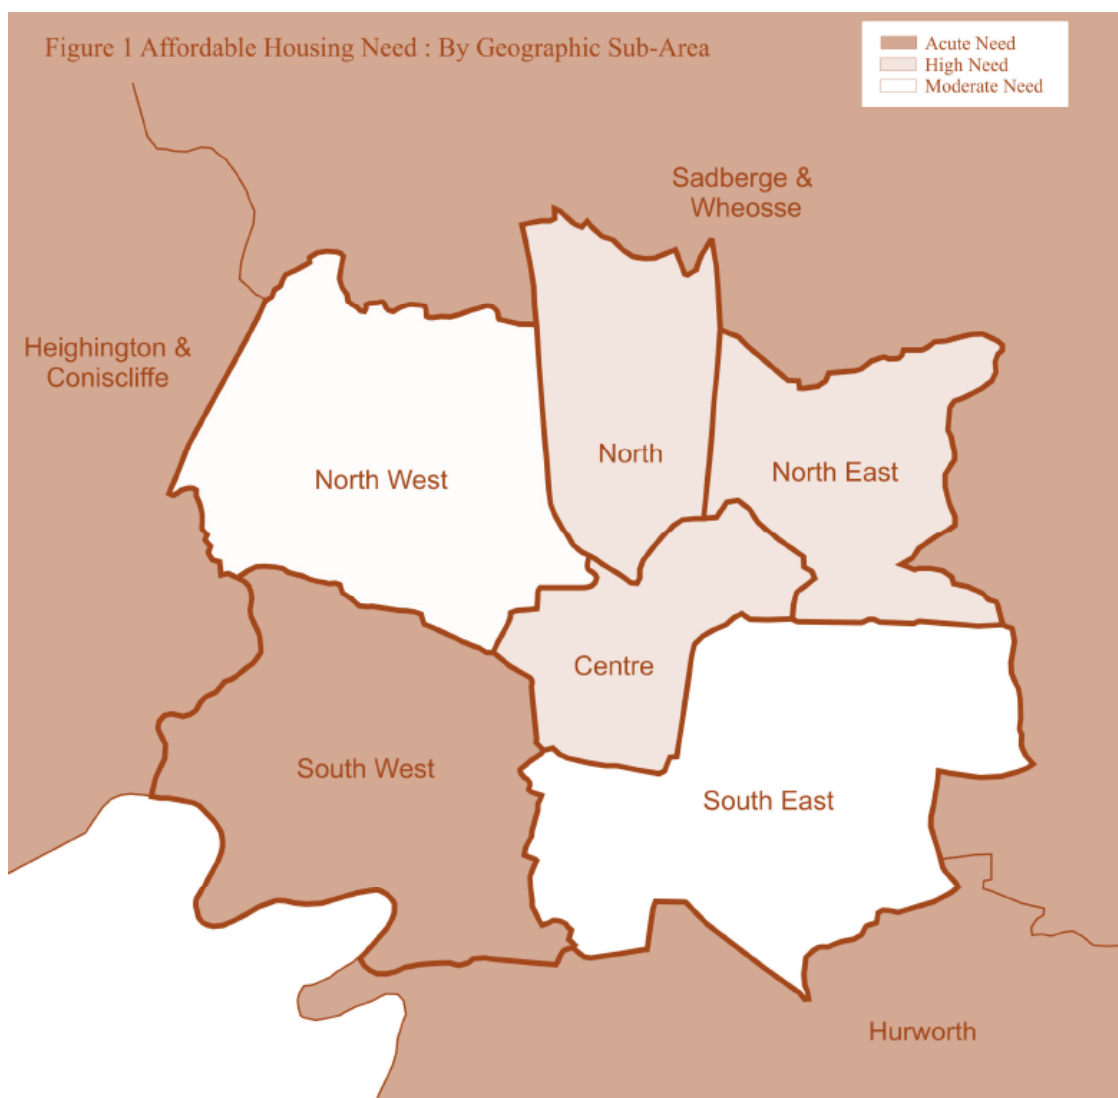 Figure 1 Affordable Housing Need : By Geographic Sub-Area
Acute Need
High Need
Moderate Need
Sadberge &
Wheosse
Heighington &
Coniscliffe
North
North West
North East
Centre
South West
South East
Hurworth